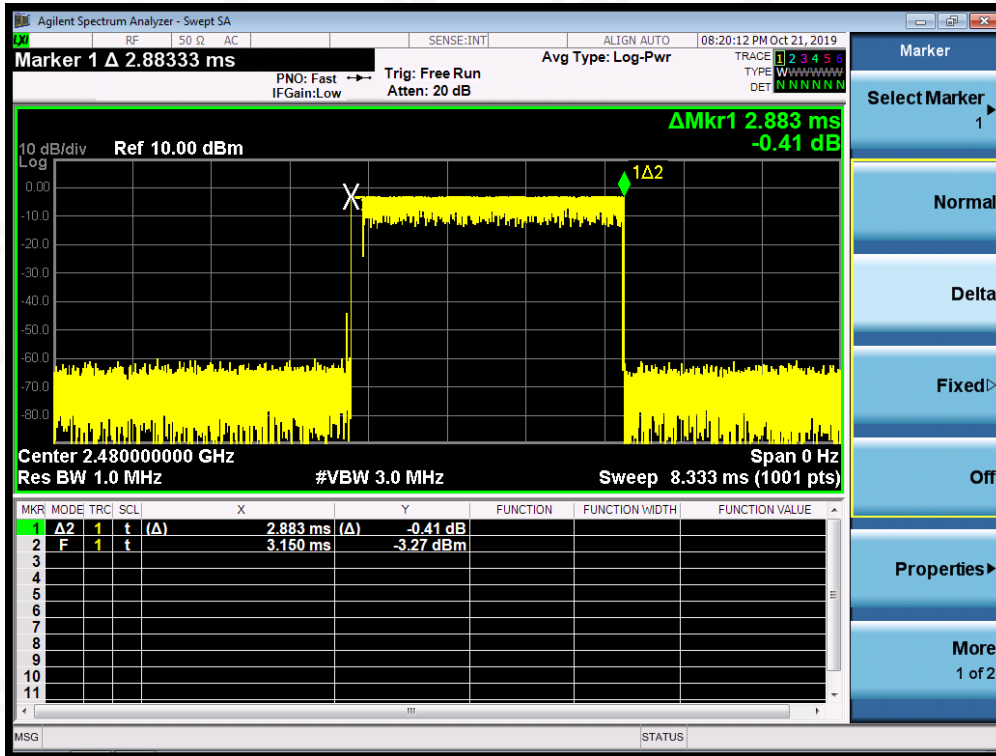 Agilent Spectrum Analyzer - Swept SA
LXI RF 50 Ω AC SENSE:INT ALIGN AUTO 08:20:12 PM Oct 21, 2019
Marker 1 Δ 2.88333 ms
PNO: Fast
IFGain:Low
Trig: Free Run
Atten: 20 dB
Avg Type: Log-Pwr
TRACE 1 2 3 4 5 6
TYPE WWWWWW
DET N N N N N N
ΔMkr1 2.883 ms
-0.41 dB
10 dB/div Ref 10.00 dBm
Log
0.00
-10.0
-20.0
-30.0
-40.0
-50.0
-60.0
-70.0
-80.0
X
1Δ2
Center 2.480000000 GHz Span 0 Hz
Res BW 1.0 MHz #VBW 3.0 MHz Sweep 8.333 ms (1001 pts)
MKR MODE TRC SCL X Y FUNCTION FUNCTION WIDTH FUNCTION VALUE
1 Δ2 1 t (Δ) 2.883 ms (Δ) -0.41 dB
2 F 1 t 3.150 ms -3.27 dBm
3
4
5
6
7
8
9
10
11
MSG STATUS
Marker
Select Marker
1
Normal
Delta
Fixed
Off
Properties
More
1 of 2